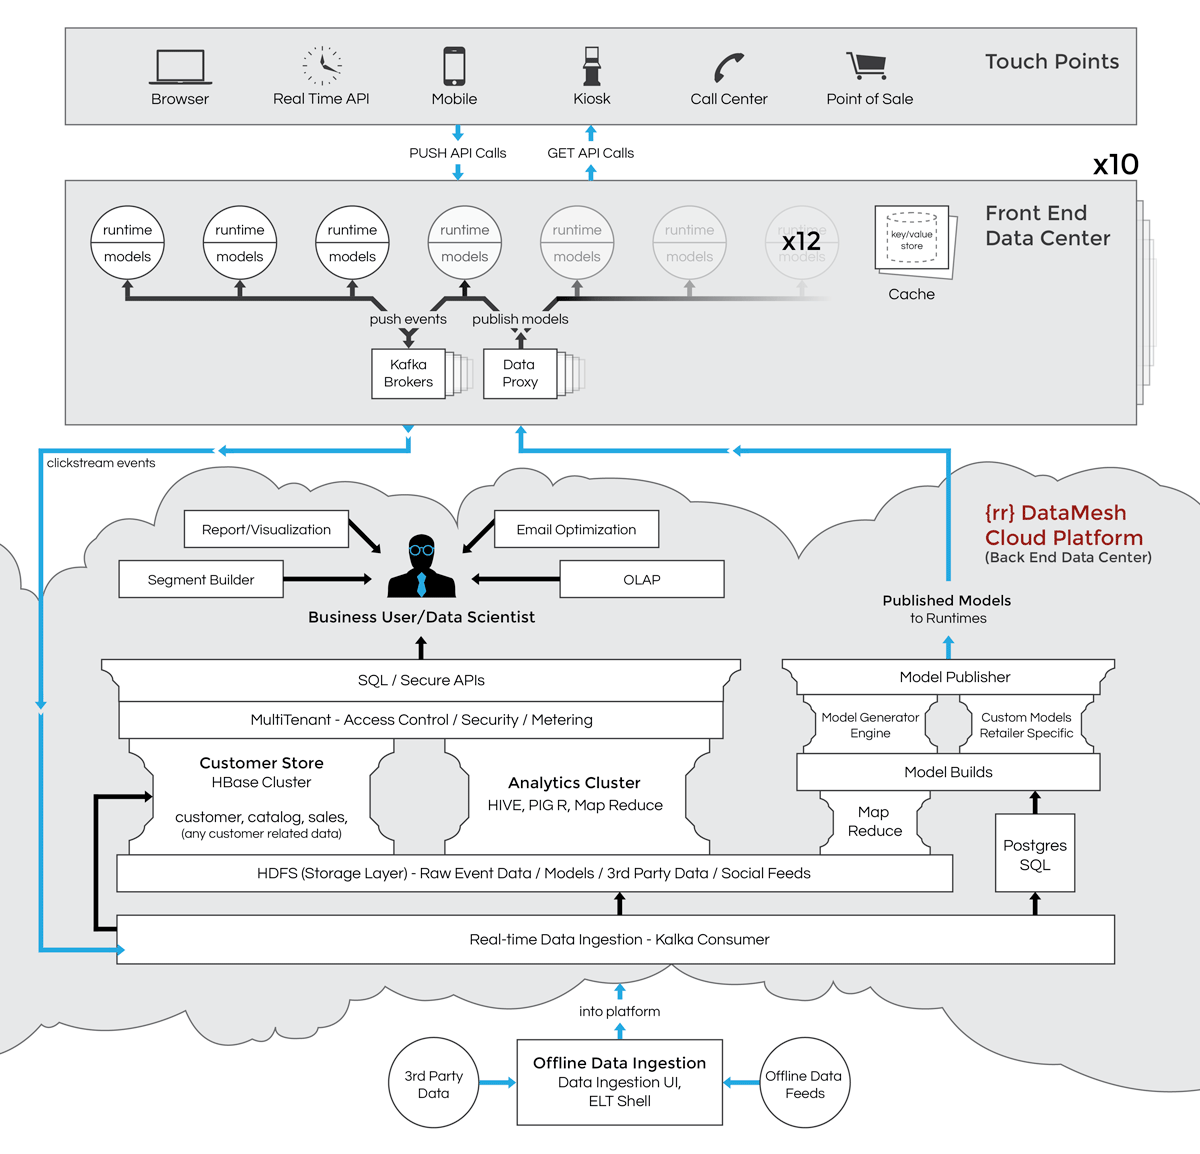 Touch Points
Browser
Real Time API
Mobile
Kiosk
Call Center
Point of Sale
PUSH API Calls
GET API Calls
x10
Front End
Data Center
runtime
models
runtime
models
runtime
models
runtime
models
runtime
models
runtime
models
runtime
models
x12
key/value
store
Cache
push events
publish models
Kafka
Brokers
Data
Proxy
clickstream events
{rr} DataMesh
Cloud Platform
(Back End Data Center)
Report/Visualization
Email Optimization
Segment Builder
OLAP
Business User/Data Scientist
Published Models
to Runtimes
SQL / Secure APIs
MultiTenant - Access Control / Security / Metering
Customer Store
HBase Cluster
customer, catalog, sales,
(any customer related data)
Analytics Cluster
HIVE, PIG R, Map Reduce
Model Publisher
Model Generator
Engine
Custom Models
Retailer Specific
Model Builds
Map
Reduce
Postgres
SQL
HDFS (Storage Layer) - Raw Event Data / Models / 3rd Party Data / Social Feeds
Real-time Data Ingestion - Kalka Consumer
into platform
3rd Party
Data
Offline Data Ingestion
Data Ingestion UI,
ELT Shell
Offline Data
Feeds